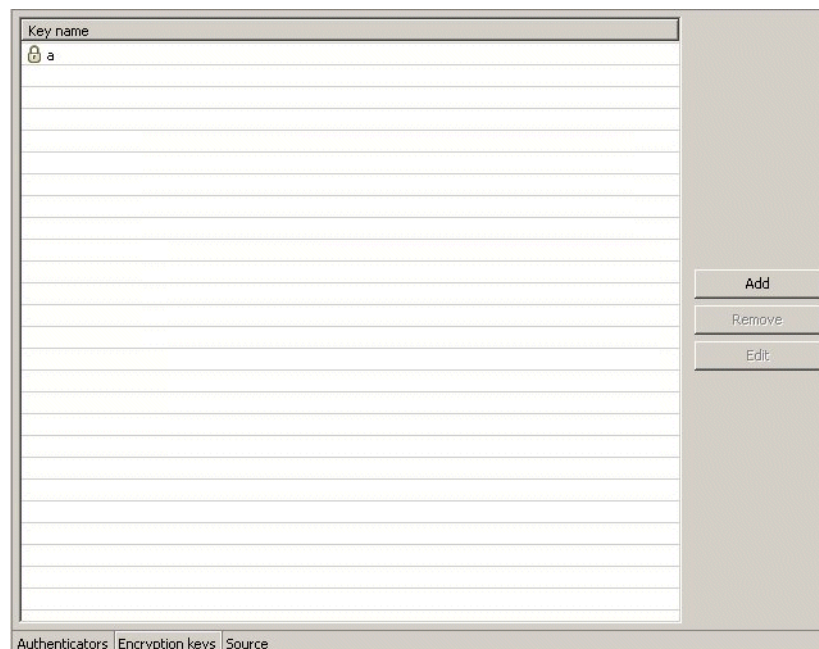 Key name
a
Add
Remove
Edit
Authenticators Encryption keys Source